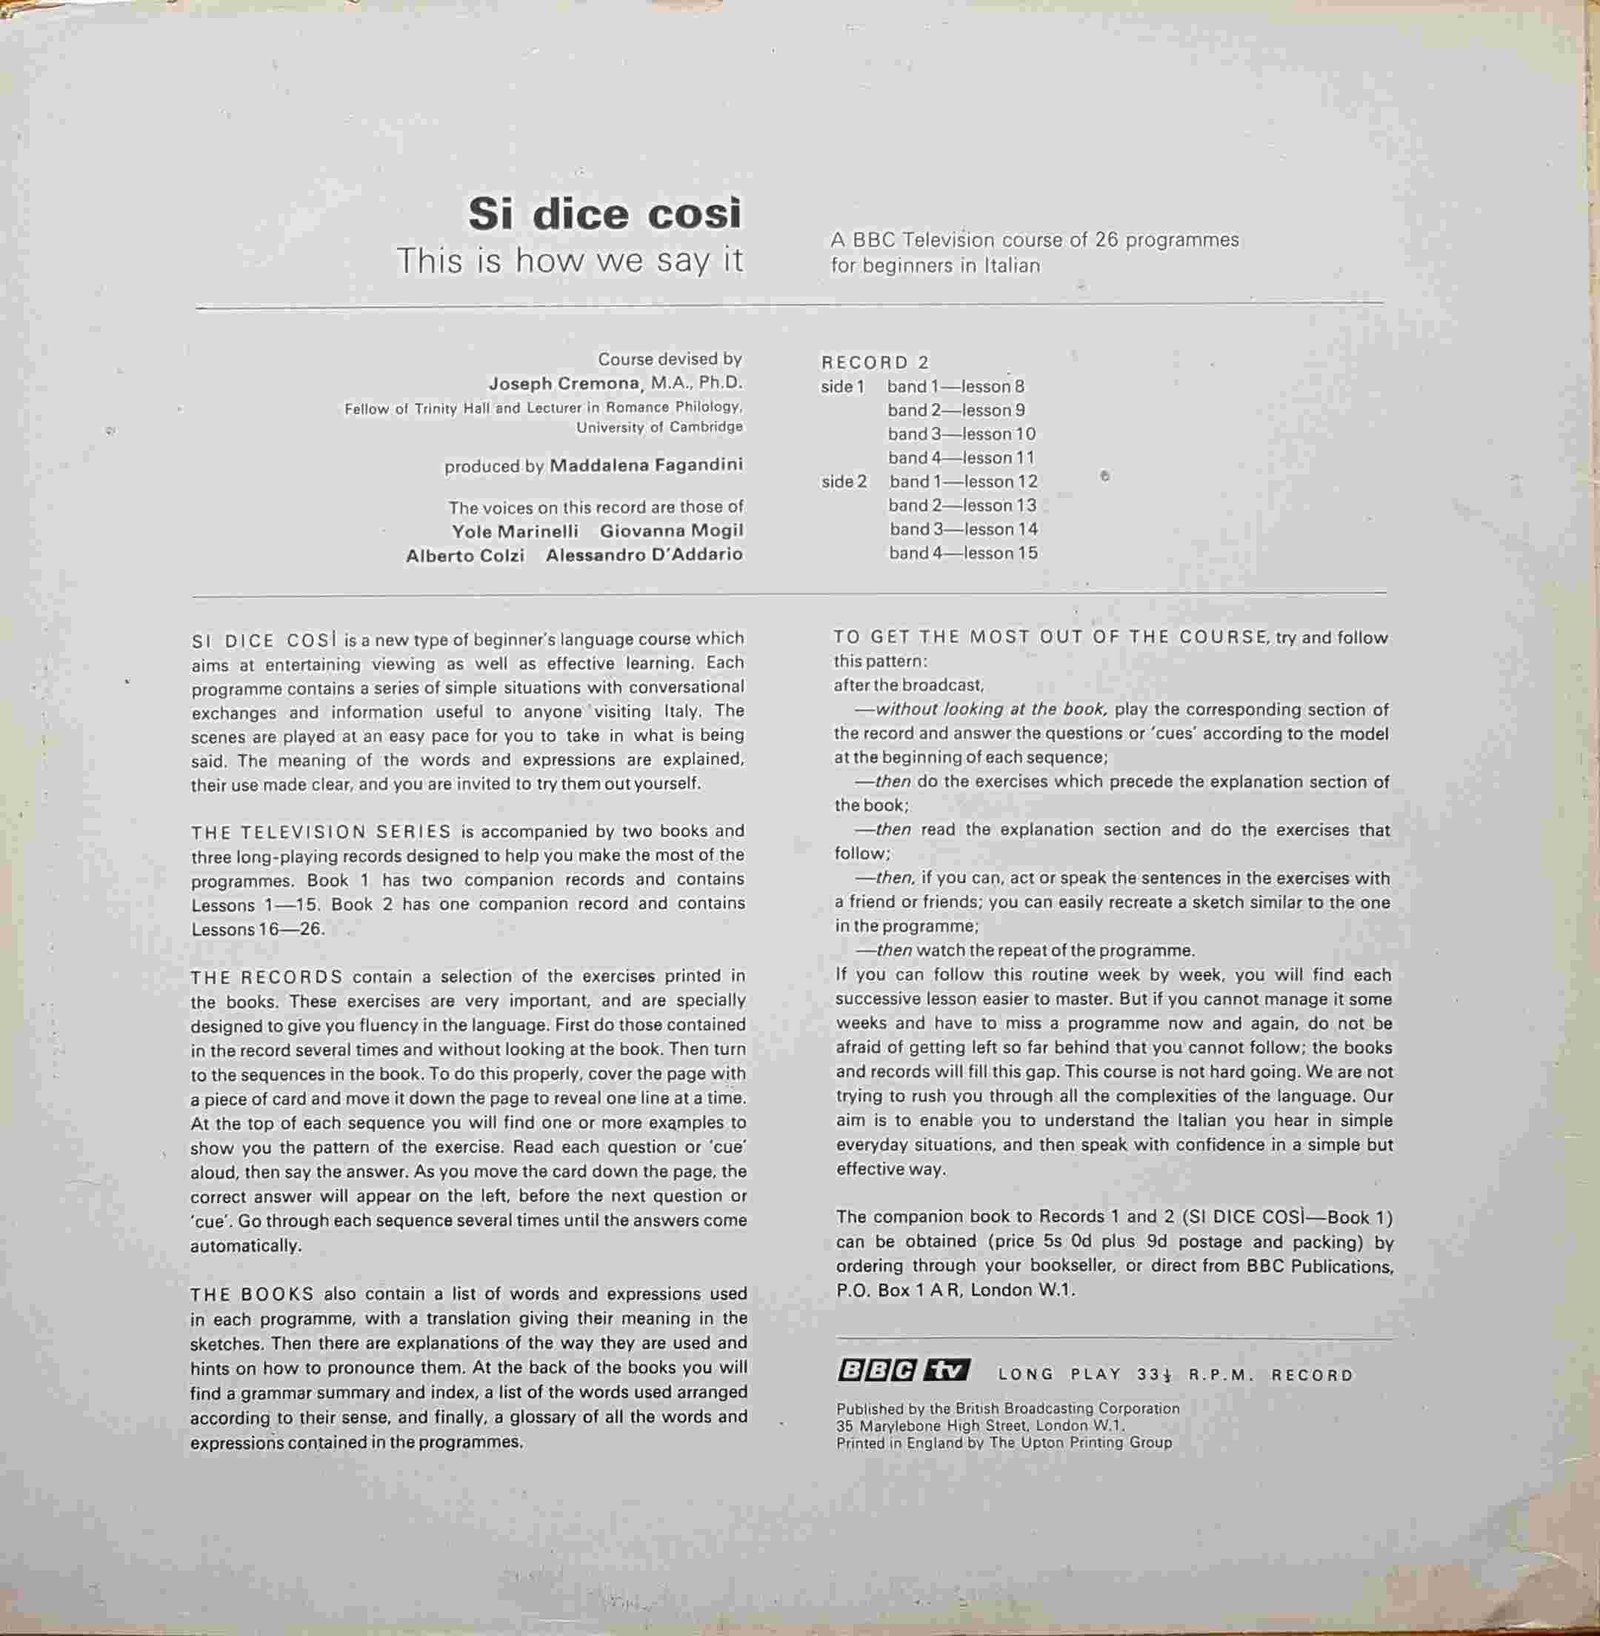 Si dice così
This is how we say it
A BBC Television course of 26 programmes
for beginners in Italian
Course devised by
Joseph Cremona, M.A., Ph.D.
Fellow of Trinity Hall and Lecturer in Romance Philology,
University of Cambridge
produced by Maddalena Fagandini
The voices on this record are those of
Yole Marinelli Giovanna Mogil
Alberto Colzi Alessandro D'Addario
RECORD 2
side 1 band 1—lesson 8
band 2—lesson 9
band 3—lesson 10
band 4—lesson 11
side 2 band 1—lesson 12
band 2—lesson 13
band 3—lesson 14
band 4—lesson 15
SI DICE COSÌ is a new type of beginner's language course which
aims at entertaining viewing as well as effective learning. Each
programme contains a series of simple situations with conversational
exchanges and information useful to anyone visiting Italy. The
scenes are played at an easy pace for you to take in what is being
said. The meaning of the words and expressions are explained,
their use made clear, and you are invited to try them out yourself.
THE TELEVISION SERIES is accompanied by two books and
three long-playing records designed to help you make the most of the
programmes. Book 1 has two companion records and contains
Lessons 1—15. Book 2 has one companion record and contains
Lessons 16—26.
THE RECORDS contain a selection of the exercises printed in
the books. These exercises are very important, and are specially
designed to give you fluency in the language. First do those contained
in the record several times and without looking at the book. Then turn
to the sequences in the book. To do this properly, cover the page with
a piece of card and move it down the page to reveal one line at a time.
At the top of each sequence you will find one or more examples to
show you the pattern of the exercise. Read each question or 'cue'
aloud, then say the answer. As you move the card down the page, the
correct answer will appear on the left, before the next question or
'cue'. Go through each sequence several times until the answers come
automatically.
THE BOOKS also contain a list of words and expressions used
in each programme, with a translation giving their meaning in the
sketches. Then there are explanations of the way they are used and
hints on how to pronounce them. At the back of the books you will
find a grammar summary and index, a list of the words used arranged
according to their sense, and finally, a glossary of all the words and
expressions contained in the programmes.
TO GET THE MOST OUT OF THE COURSE, try and follow
this pattern:
after the broadcast,
—without looking at the book, play the corresponding section of
the record and answer the questions or 'cues' according to the model
at the beginning of each sequence;
—then do the exercises which precede the explanation section of
the book;
—then read the explanation section and do the exercises that
follow;
—then, if you can, act or speak the sentences in the exercises with
a friend or friends; you can easily recreate a sketch similar to the one
in the programme;
—then watch the repeat of the programme.
If you can follow this routine week by week, you will find each
successive lesson easier to master. But if you cannot manage it some
weeks and have to miss a programme now and again, do not be
afraid of getting left so far behind that you cannot follow; the books
and records will fill this gap. This course is not hard going. We are not
trying to rush you through all the complexities of the language. Our
aim is to enable you to understand the Italian you hear in simple
everyday situations, and then speak with confidence in a simple but
effective way.
The companion book to Records 1 and 2 (SI DICE COSÌ—Book 1)
can be obtained (price 5s 0d plus 9d postage and packing) by
ordering through your bookseller, or direct from BBC Publications,
P.O. Box 1 A R, London W.1.
BBC tv LONG PLAY 33⅓ R.P.M. RECORD
Published by the British Broadcasting Corporation
35 Marylebone High Street, London W.1.
Printed in England by The Upton Printing Group